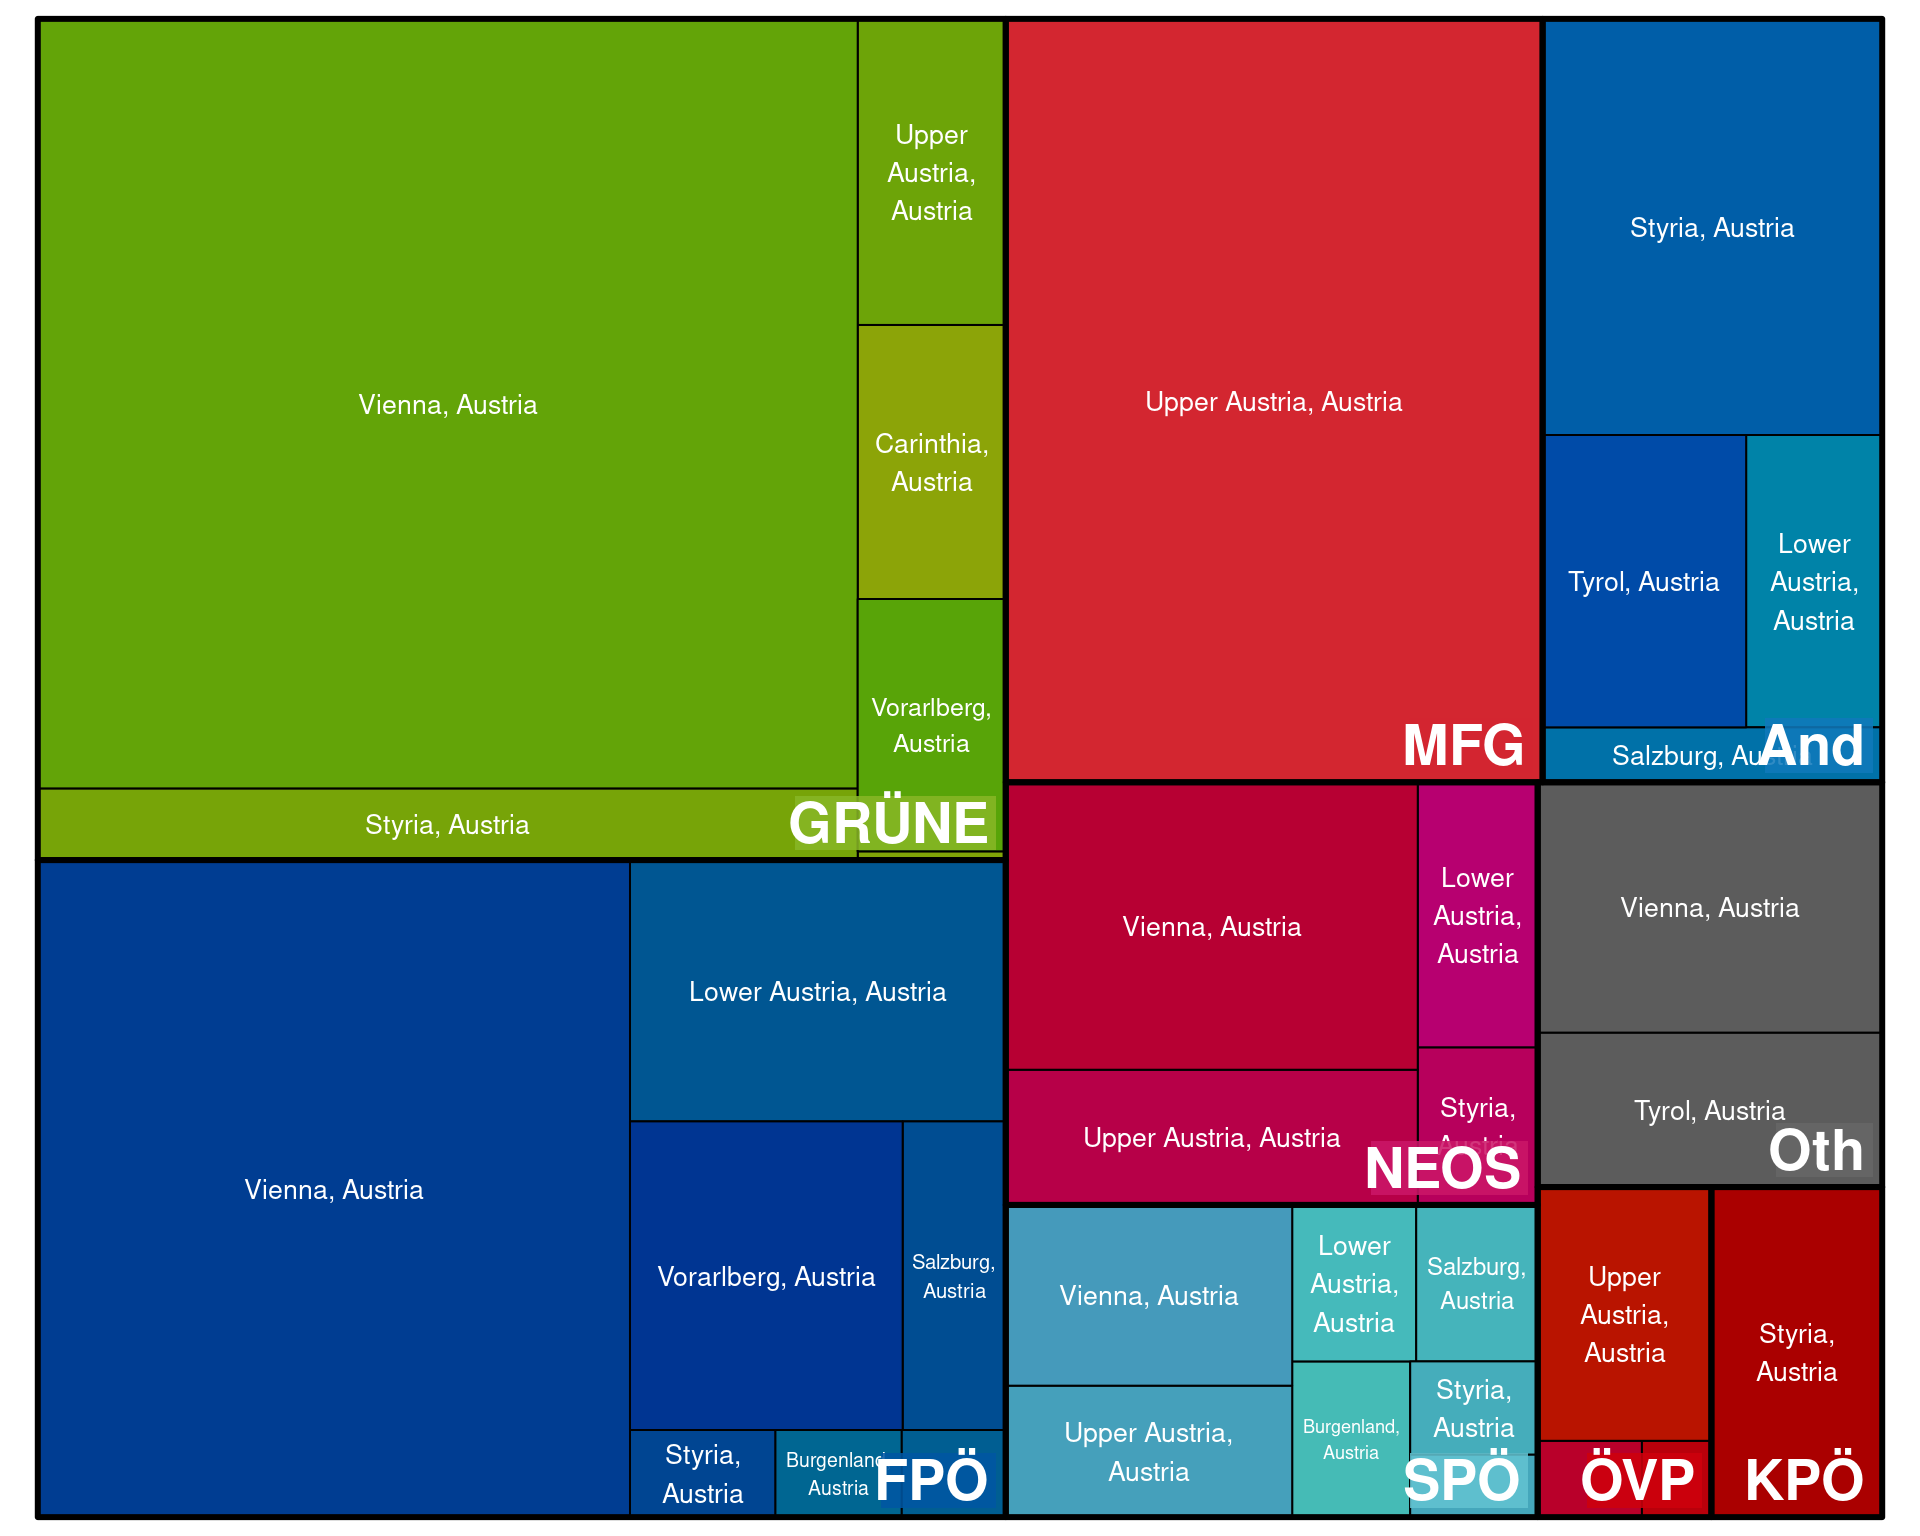 Vienna, Austria
Upper
Austria,
Austria
Carinthia,
Austria
Vorarlberg,
Austria
Styria, Austria
GRÜNE
Upper Austria, Austria
MFG
Styria, Austria
Tyrol, Austria
Lower
Austria,
Austria
Salzburg, Au
And
Vienna, Austria
Lower Austria, Austria
Vorarlberg, Austria
Salzburg,
Austria
Styria,
Austria
Burgenland,
Austria
FPÖ
Vienna, Austria
Lower
Austria,
Austria
Upper Austria, Austria
Styria,
Austria
NEOS
Vienna, Austria
Tyrol, Austria
Oth
Vienna, Austria
Lower
Austria,
Austria
Salzburg,
Austria
Upper Austria,
Austria
Burgenland,
Austria
Styria,
Austria
SPÖ
Upper
Austria,
Austria
ÖVP
Styria,
Austria
KPÖ